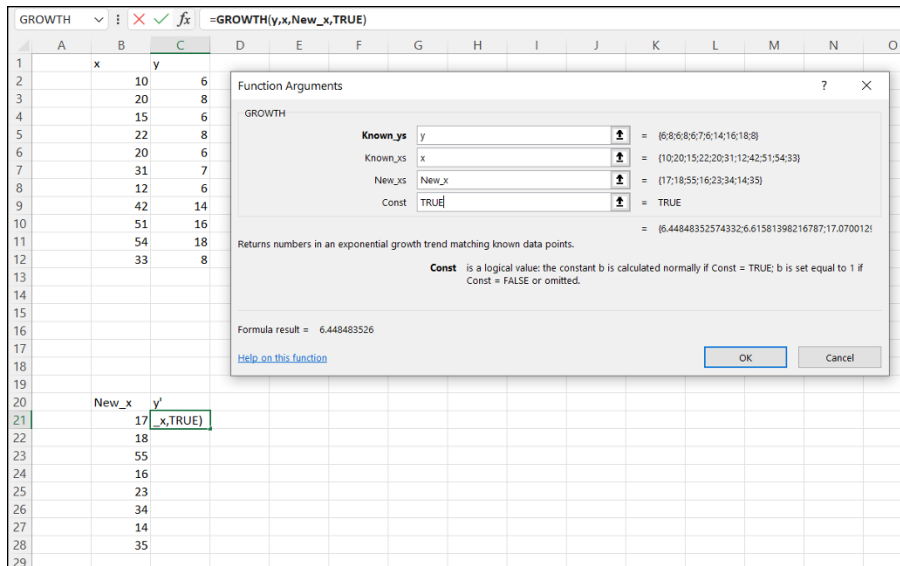 GROWTH =GROWTH(y,x,New_x,TRUE)
A B C D E F G H I J K L M N O
1 x y
2 10 6
3 20 8
4 15 6
5 22 8
6 20 6
7 31 7
8 12 6
9 42 14
10 51 16
11 54 18
12 33 8
13
14
15
16
17
18
19
20 New_x y'
21 17 _x,TRUE)
22 18
23 55
24 16
25 23
26 34
27 14
28 35
29
Function Arguments ? ×
GROWTH
Known_ys y = {6;8;6;8;6;7;6;14;16;18;8}
Known_xs x = {10;20;15;22;20;31;12;42;51;54;33}
New_xs New_x = {17;18;55;16;23;34;14;35}
Const TRUE = TRUE
= {6.44848352574332;6.61581398216787;17.0700129
Returns numbers in an exponential growth trend matching known data points.
Const is a logical value: the constant b is calculated normally if Const = TRUE; b is set equal to 1 if
Const = FALSE or omitted.
Formula result = 6.448483526
Help on this function
OK Cancel